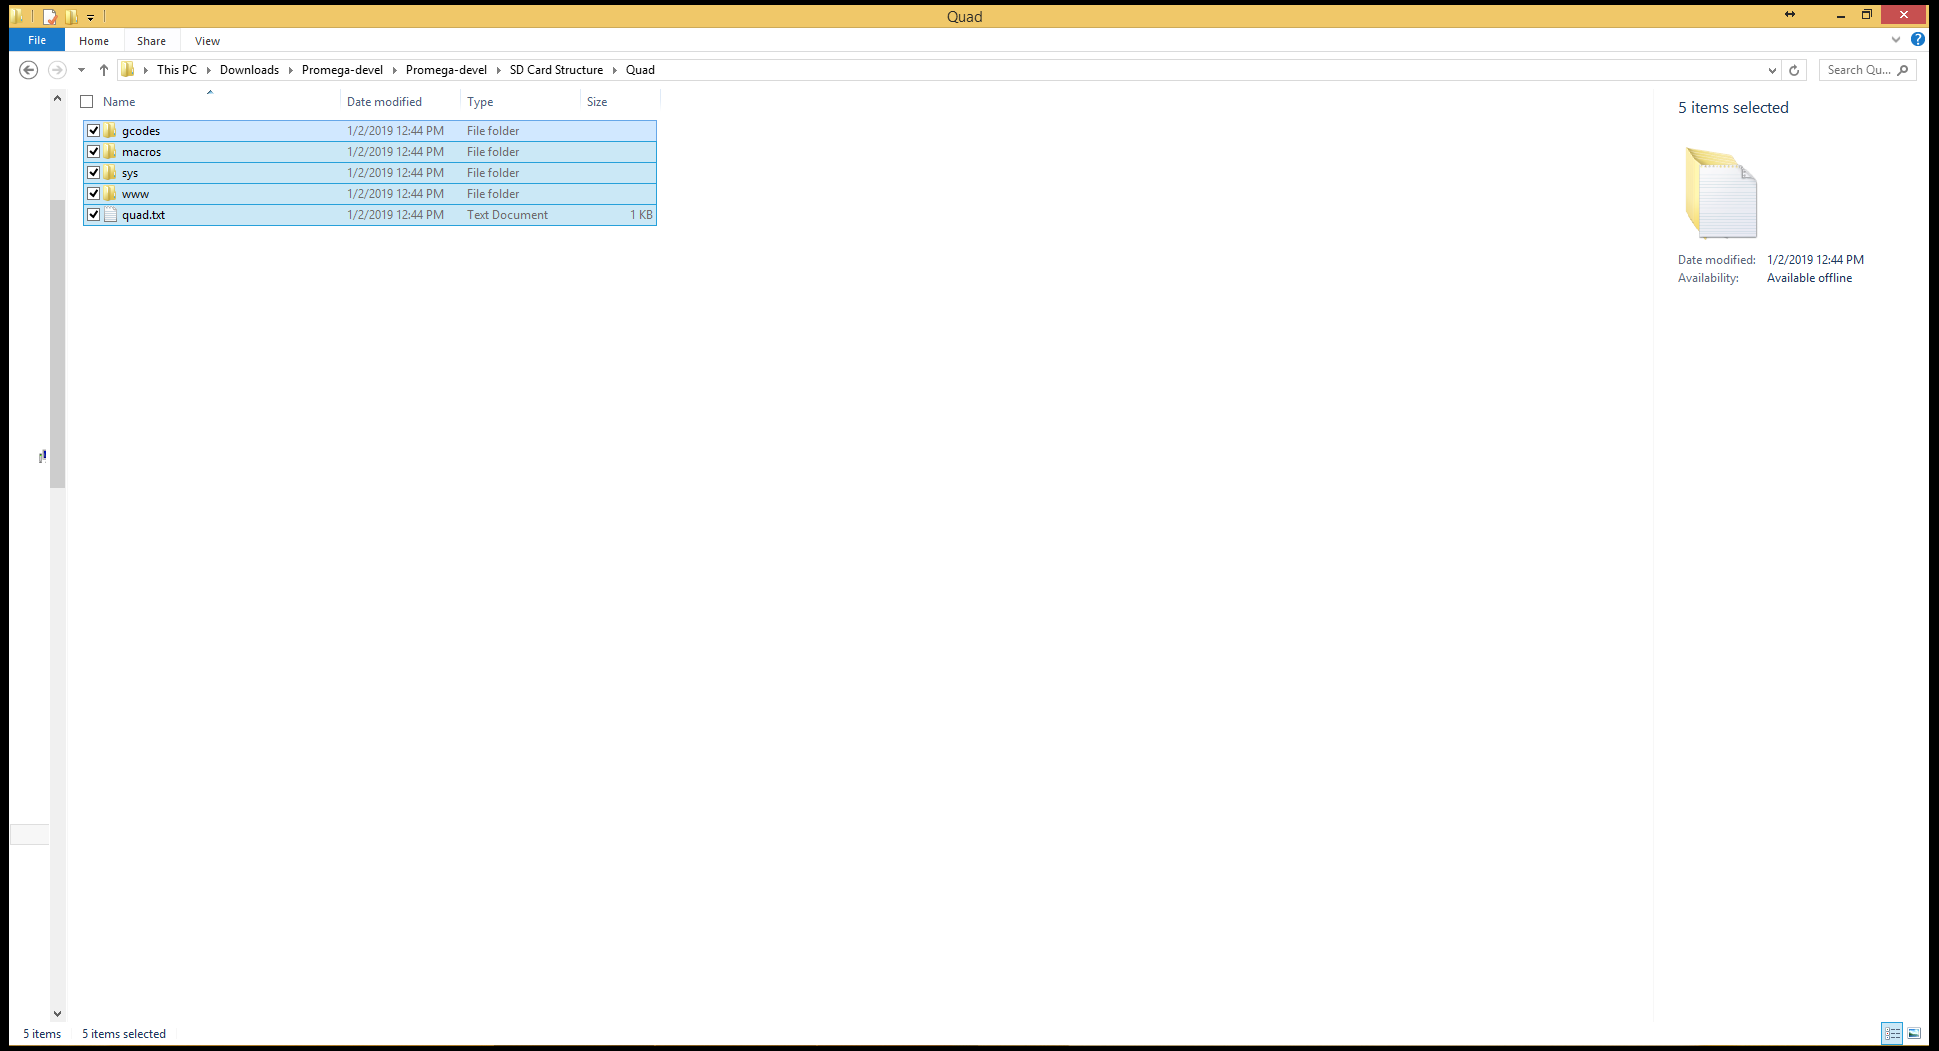 Quad
File Home Share View
This PC Downloads Promega-devel Promega-devel SD Card Structure Quad Search Qu...
Name Date modified Type Size
gcodes 1/2/2019 12:44 PM File folder
macros 1/2/2019 12:44 PM File folder
sys 1/2/2019 12:44 PM File folder
www 1/2/2019 12:44 PM File folder
quad.txt 1/2/2019 12:44 PM Text Document 1 KB
5 items selected
Date modified: 1/2/2019 12:44 PM
Availability: Available offline
5 items 5 items selected